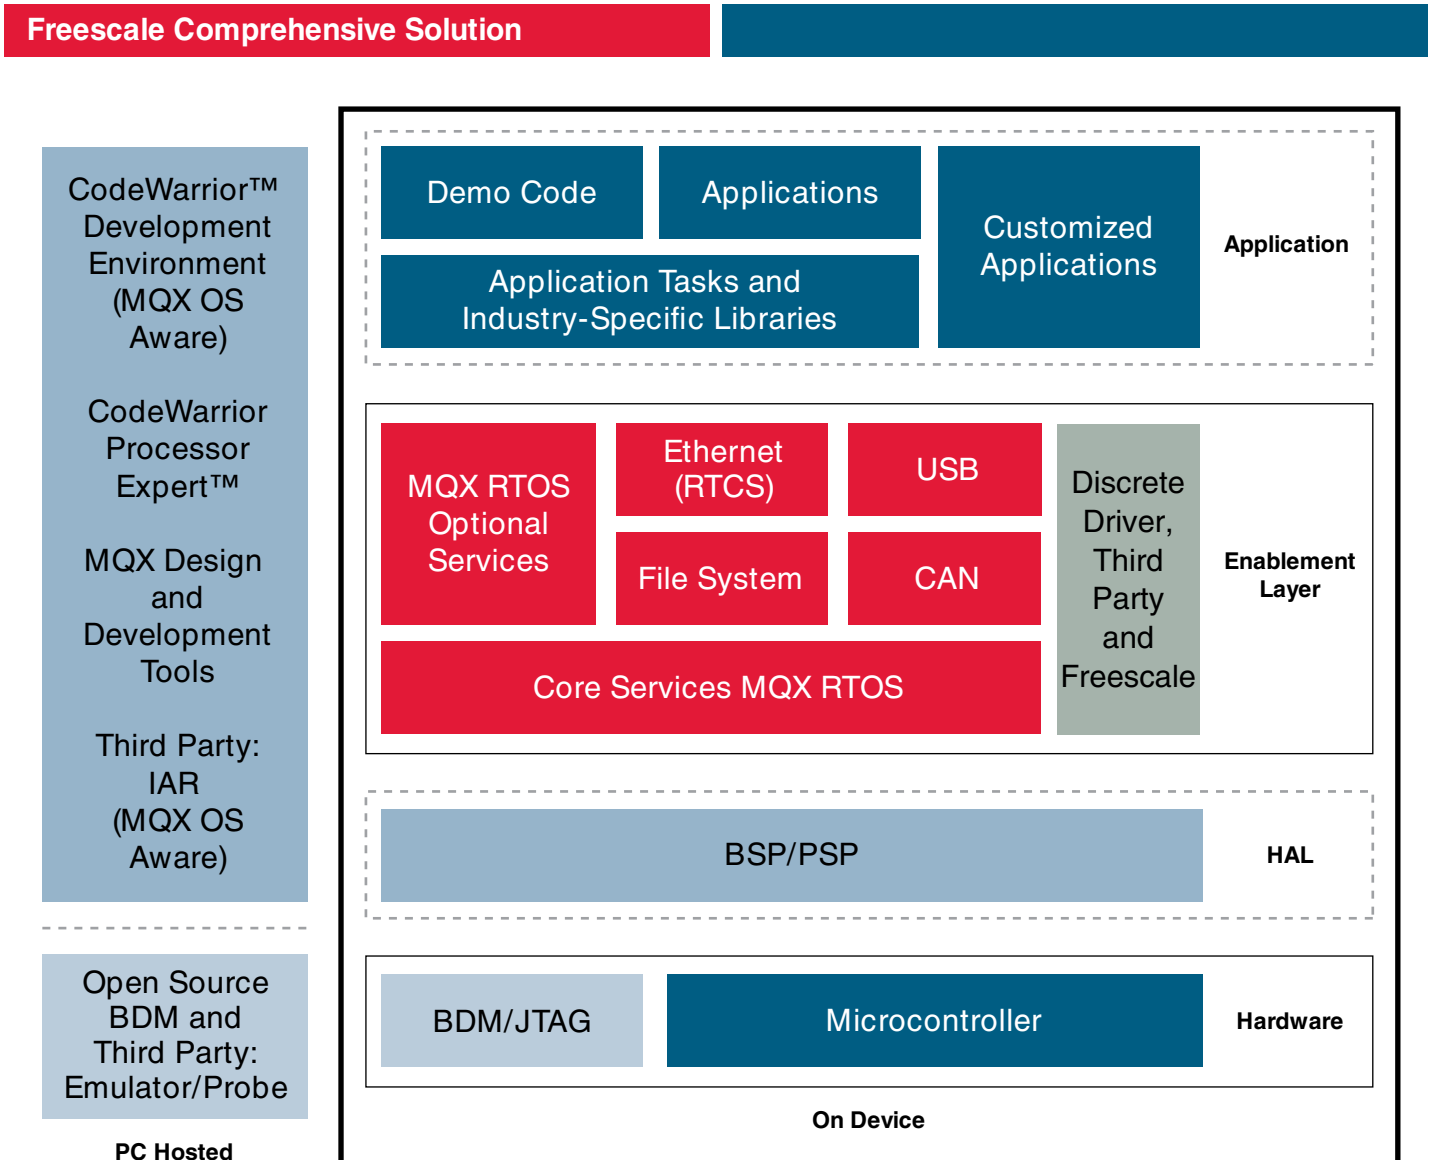 Freescale Comprehensive Solution
CodeWarrior™
Development
Environment
(MQX OS
Aware)
CodeWarrior
Processor
Expert™
MQX Design
and
Development
Tools
Third Party:
IAR
(MQX OS
Aware)
Open Source
BDM and
Third Party:
Emulator/Probe
PC Hosted
Demo Code
Applications
Customized
Applications
Application Tasks and
Industry-Specific Libraries
Application
MQX RTOS
Optional
Services
Ethernet
(RTCS)
USB
File System
CAN
Core Services MQX RTOS
Discrete
Driver,
Third
Party
and
Freescale
Enablement
Layer
BSP/PSP
HAL
BDM/JTAG
Microcontroller
Hardware
On Device